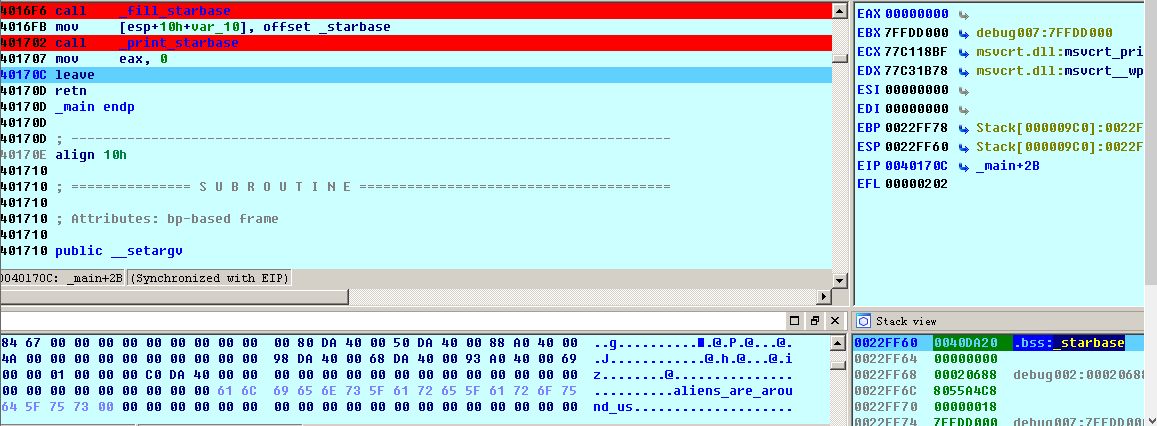 4016F6 call    _fill_starbase
4016FB mov     [esp+10h+var_10], offset _starbase
401702 call    _print_starbase
401707 mov     eax, 0
40170C leave
40170D retn
40170D _main endp
40170D
40170D ; ---------------------------------------------------------------------------
40170E align 10h
401710
401710 ; =============== S U B R O U T I N E =======================================
401710
401710 ; Attributes: bp-based frame
401710
401710 public __setargv
0040170C: _main+2B (Synchronized with EIP)
EAX 00000000
EBX 7FFDD000 debug007:7FFDD000
ECX 77C118BF msvcrt.dll:msvcrt_pri
EDX 77C31B78 msvcrt.dll:msvcrt__wp
ESI 00000000
EDI 00000000
EBP 0022FF78 Stack[000009C0]:0022F
ESP 0022FF60 Stack[000009C0]:0022F
EIP 0040170C _main+2B
EFL 00000202
84 67 00 00 00 00 00 00  00 00 80 DA 40 00 50 DA 40 00 88 A0 40 00  ..g..........@.P.@...@.
4A 00 00 00 00 00 00 00  00 00 98 DA 40 00 68 DA 40 00 93 A0 40 00 69  .J...........@.h.@...@.i
00 00 01 00 00 00 C0 DA 40 00 00 00 00 00 00 00 00 00 00 00 00 00  z.......@...............
00 00 00 00 00 00 00 00 00 00 61 6C  69 65 6E 73 5F 61 72 65 5F 61 72 6F 75  ..........aliens_are_arou
64 5F 75 73 00 00 00 00 00 00 00 00  00 00 00 00 00 00 00 00 00 00 00 00  nd_us....................
Stack view
0022FF60 0040DA20 .bss:_starbase
0022FF64 00000000
0022FF68 00020688 debug002:00020688
0022FF6C 8055A4C8
0022FF70 00000018
0022FF74 7FFDD000 debug007:7FFDD000